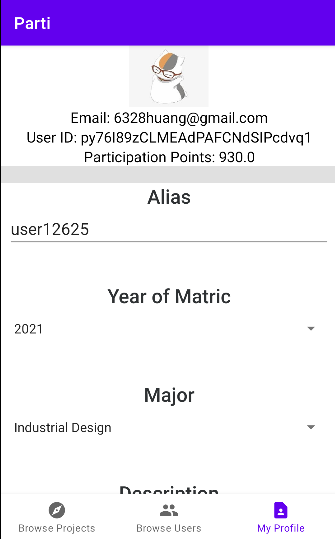 Parti
Email: 6328huang@gmail.com
User ID: py76I89zCLMEAdPAFCNdSIPcdvq1
Participation Points: 930.0
Alias
user12625
Year of Matric
2021
Major
Industrial Design
Description
Browse Projects
Browse Users
My Profile